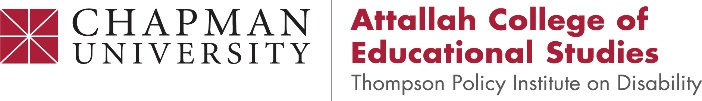 CHAPMAN
UNIVERSITY
Attallah College of
Educational Studies
Thompson Policy Institute on Disability